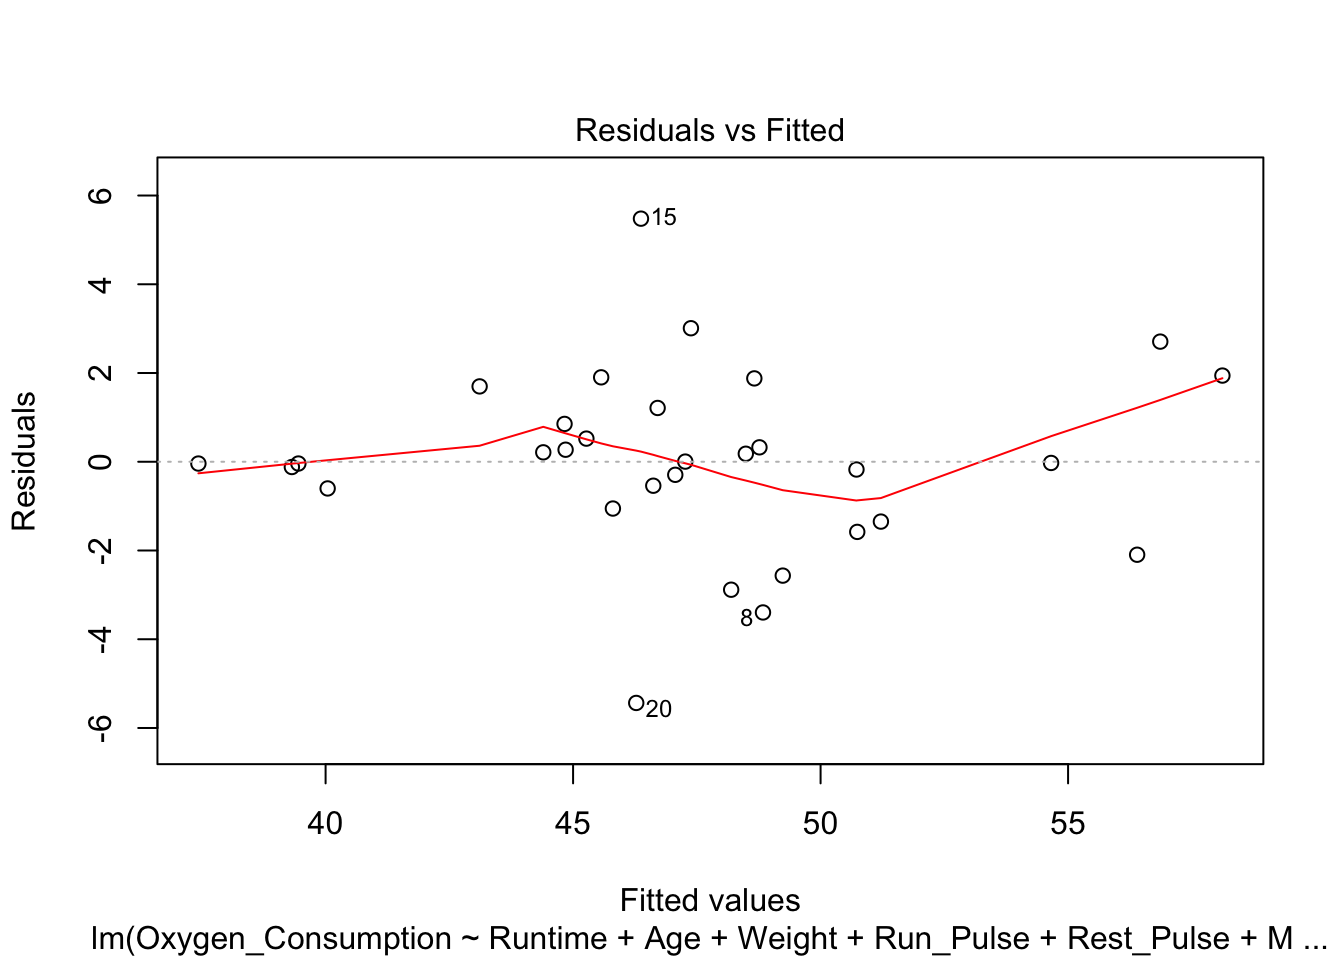 Residuals vs Fitted
Residuals
6
4
2
0
-2
-4
-6
15
8
20
40 45 50 55
Fitted values
lm(Oxygen_Consumption ~ Runtime + Age + Weight + Run_Pulse + Rest_Pulse + M ...